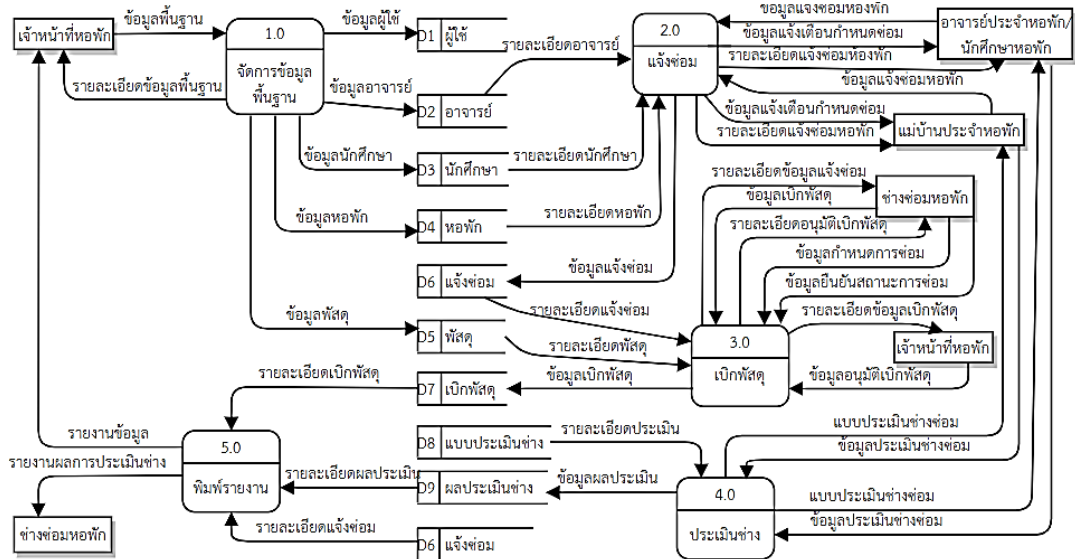 ข้อมูลพื้นฐาน
เจ้าหน้าที่หอพัก
รายละเอียดข้อมูลพื้นฐาน
1.0
จัดการข้อมูล
พื้นฐาน
ข้อมูลผู้ใช้
D1 ผู้ใช้
ข้อมูลอาจารย์
D2 อาจารย์
รายละเอียดอาจารย์
ข้อมูลนักศึกษา
D3 นักศึกษา
รายละเอียดนักศึกษา
ข้อมูลหอพัก
D4 หอพัก
รายละเอียดหอพัก
2.0
แจ้งซ่อม
ข้อมูลแจ้งซ่อมห้องพัก
ข้อมูลแจ้งเตือนกำหนดซ่อม
รายละเอียดแจ้งซ่อมห้องพัก
อาจารย์ประจำหอพัก/
นักศึกษาหอพัก
ข้อมูลแจ้งซ่อมหอพัก
ข้อมูลแจ้งเตือนกำหนดซ่อม
รายละเอียดแจ้งซ่อมหอพัก
แม่บ้านประจำหอพัก
รายละเอียดข้อมูลแจ้งซ่อม
ข้อมูลเบิกพัสดุ
รายละเอียดอนุมัติเบิกพัสดุ
ช่างซ่อมหอพัก
ข้อมูลกำหนดการซ่อม
ข้อมูลยืนยันสถานะการซ่อม
D6 แจ้งซ่อม
ข้อมูลแจ้งซ่อม
รายละเอียดแจ้งซ่อม
ข้อมูลพัสดุ
D5 พัสดุ
รายละเอียดพัสดุ
3.0
เบิกพัสดุ
รายละเอียดข้อมูลเบิกพัสดุ
เจ้าหน้าที่หอพัก
ข้อมูลอนุมัติเบิกพัสดุ
รายละเอียดเบิกพัสดุ
D7 เบิกพัสดุ
ข้อมูลเบิกพัสดุ
รายงานข้อมูล
รายงานผลการประเมินช่าง
ช่างซ่อมหอพัก
5.0
พิมพ์รายงาน
D8 แบบประเมินช่าง
รายละเอียดประเมิน
รายละเอียดผลประเมิน
D9 ผลประเมินช่าง
ข้อมูลผลประเมิน
รายละเอียดแจ้งซ่อม
D6 แจ้งซ่อม
4.0
ประเมินช่าง
แบบประเมินช่างซ่อม
ข้อมูลประเมินช่างซ่อม
แบบประเมินช่างซ่อม
ข้อมูลประเมินช่างซ่อม